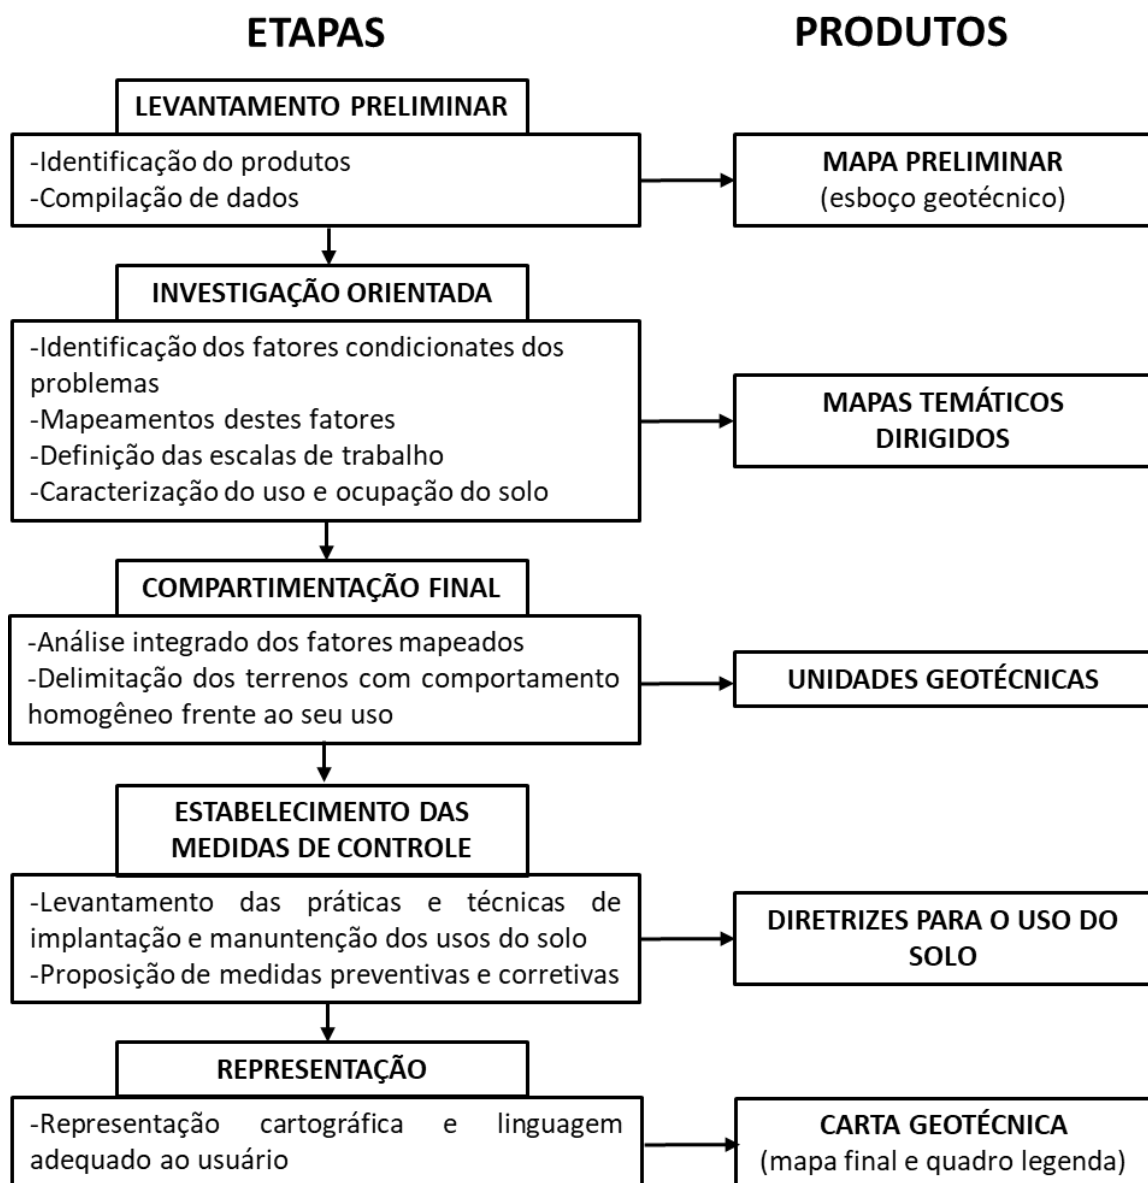 ETAPAS
PRODUTOS
LEVANTAMENTO PRELIMINAR
-Identificação do produtos
-Compilação de dados
MAPA PRELIMINAR
(esboço geotécnico)
INVESTIGAÇÃO ORIENTADA
-Identificação dos fatores condicionates dos
problemas
-Mapeamentos destes fatores
-Definição das escalas de trabalho
-Caracterização do uso e ocupação do solo
MAPAS TEMÁTICOS
DIRIGIDOS
COMPARTIMENTAÇÃO FINAL
-Análise integrado dos fatores mapeados
-Delimitação dos terrenos com comportamento
homogêneo frente ao seu uso
UNIDADES GEOTÉCNICAS
ESTABELECIMENTO DAS
MEDIDAS DE CONTROLE
-Levantamento das práticas e técnicas de
implantação e manuntenção dos usos do solo
-Proposição de medidas preventivas e corretivas
DIRETRIZES PARA O USO DO
SOLO
REPRESENTAÇÃO
-Representação cartográfica e linguagem
adequado ao usuário
CARTA GEOTÉCNICA
(mapa final e quadro legenda)